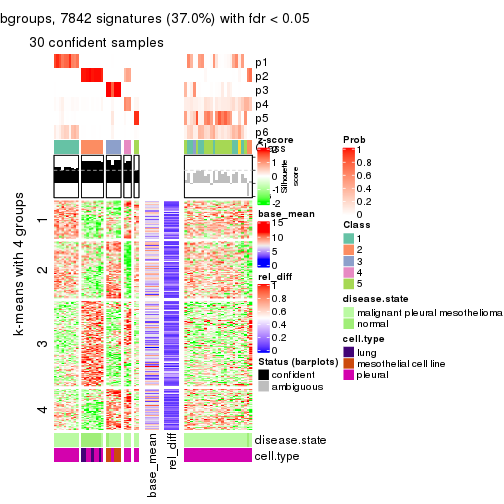 bgroups, 7842 signatures (37.0%) with fdr < 0.05
30 confident samples
p1
p2
p3
p4
p5
p6
Class
z-score
2
1
0
-1
-2
Silhouette
score
1
2
3
4
k-means with 4 groups
base_mean
15
10
5
0
rel_diff
1
0.8
0.6
0.4
0.2
0
Status (barplots)
confident
ambiguous
Prob
1
0.8
0.6
0.4
0.2
0
Class
1
2
3
4
5
disease.state
malignant pleural mesothelioma
normal
cell.type
lung
mesothelial cell line
pleural
disease.state
cell.type
base_mean
rel_diff